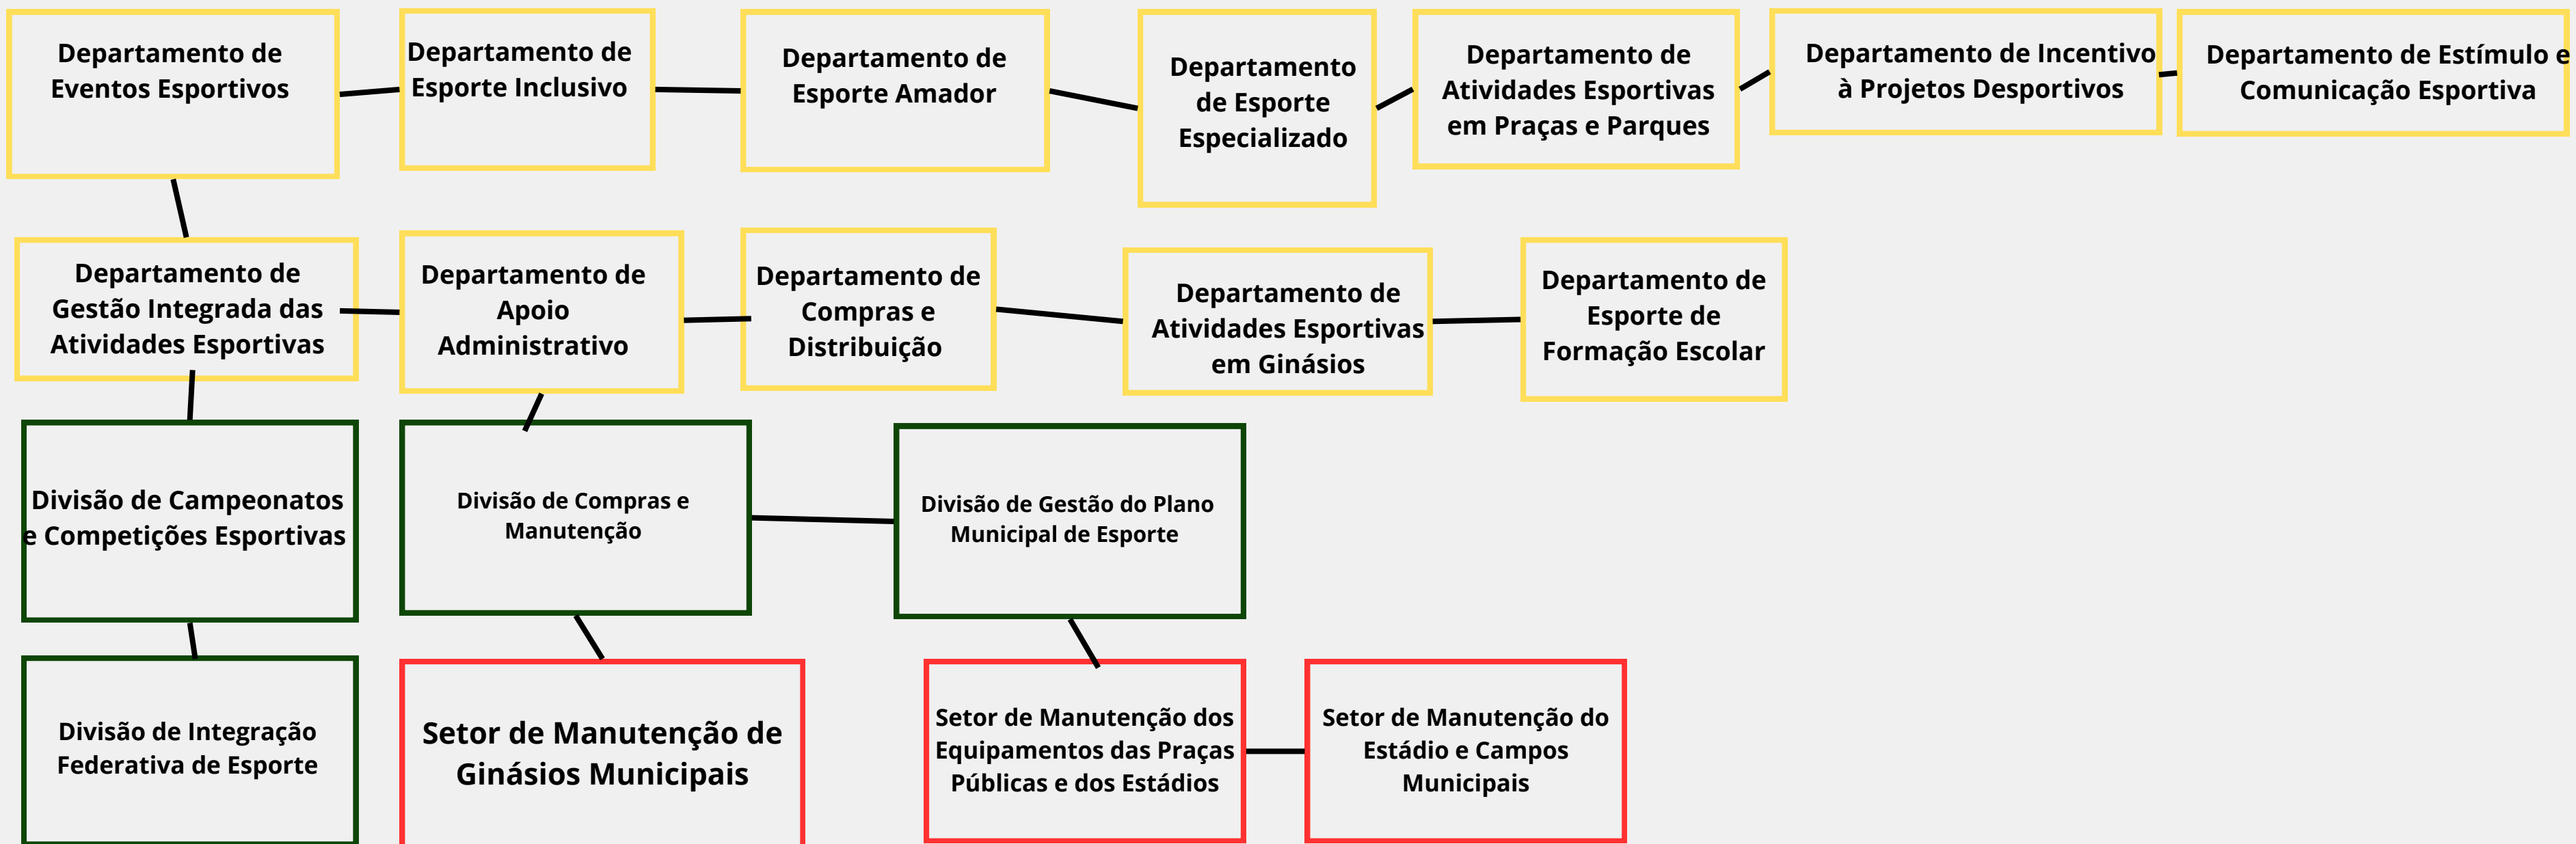 Departamento de
Eventos Esportivos
Departamento de
Esporte Inclusivo
Departamento de
Esporte Amador
Departamento
de Esporte
Especializado
Departamento de
Atividades Esportivas
em Praças e Parques
Departamento de Incentivo
à Projetos Desportivos
Departamento de Estímulo e
Comunicação Esportiva
Departamento de
Gestão Integrada das
Atividades Esportivas
Departamento de
Apoio
Administrativo
Departamento de
Compras e
Distribuição
Departamento de
Atividades Esportivas
em Ginásios
Departamento de
Esporte de
Formação Escolar
Divisão de Campeonatos
e Competições Esportivas
Divisão de Compras e
Manutenção
Divisão de Gestão do Plano
Municipal de Esporte
Divisão de Integração
Federativa de Esporte
Setor de Manutenção de
Ginásios Municipais
Setor de Manutenção dos
Equipamentos das Praças
Públicas e dos Estádios
Setor de Manutenção do
Estádio e Campos
Municipais